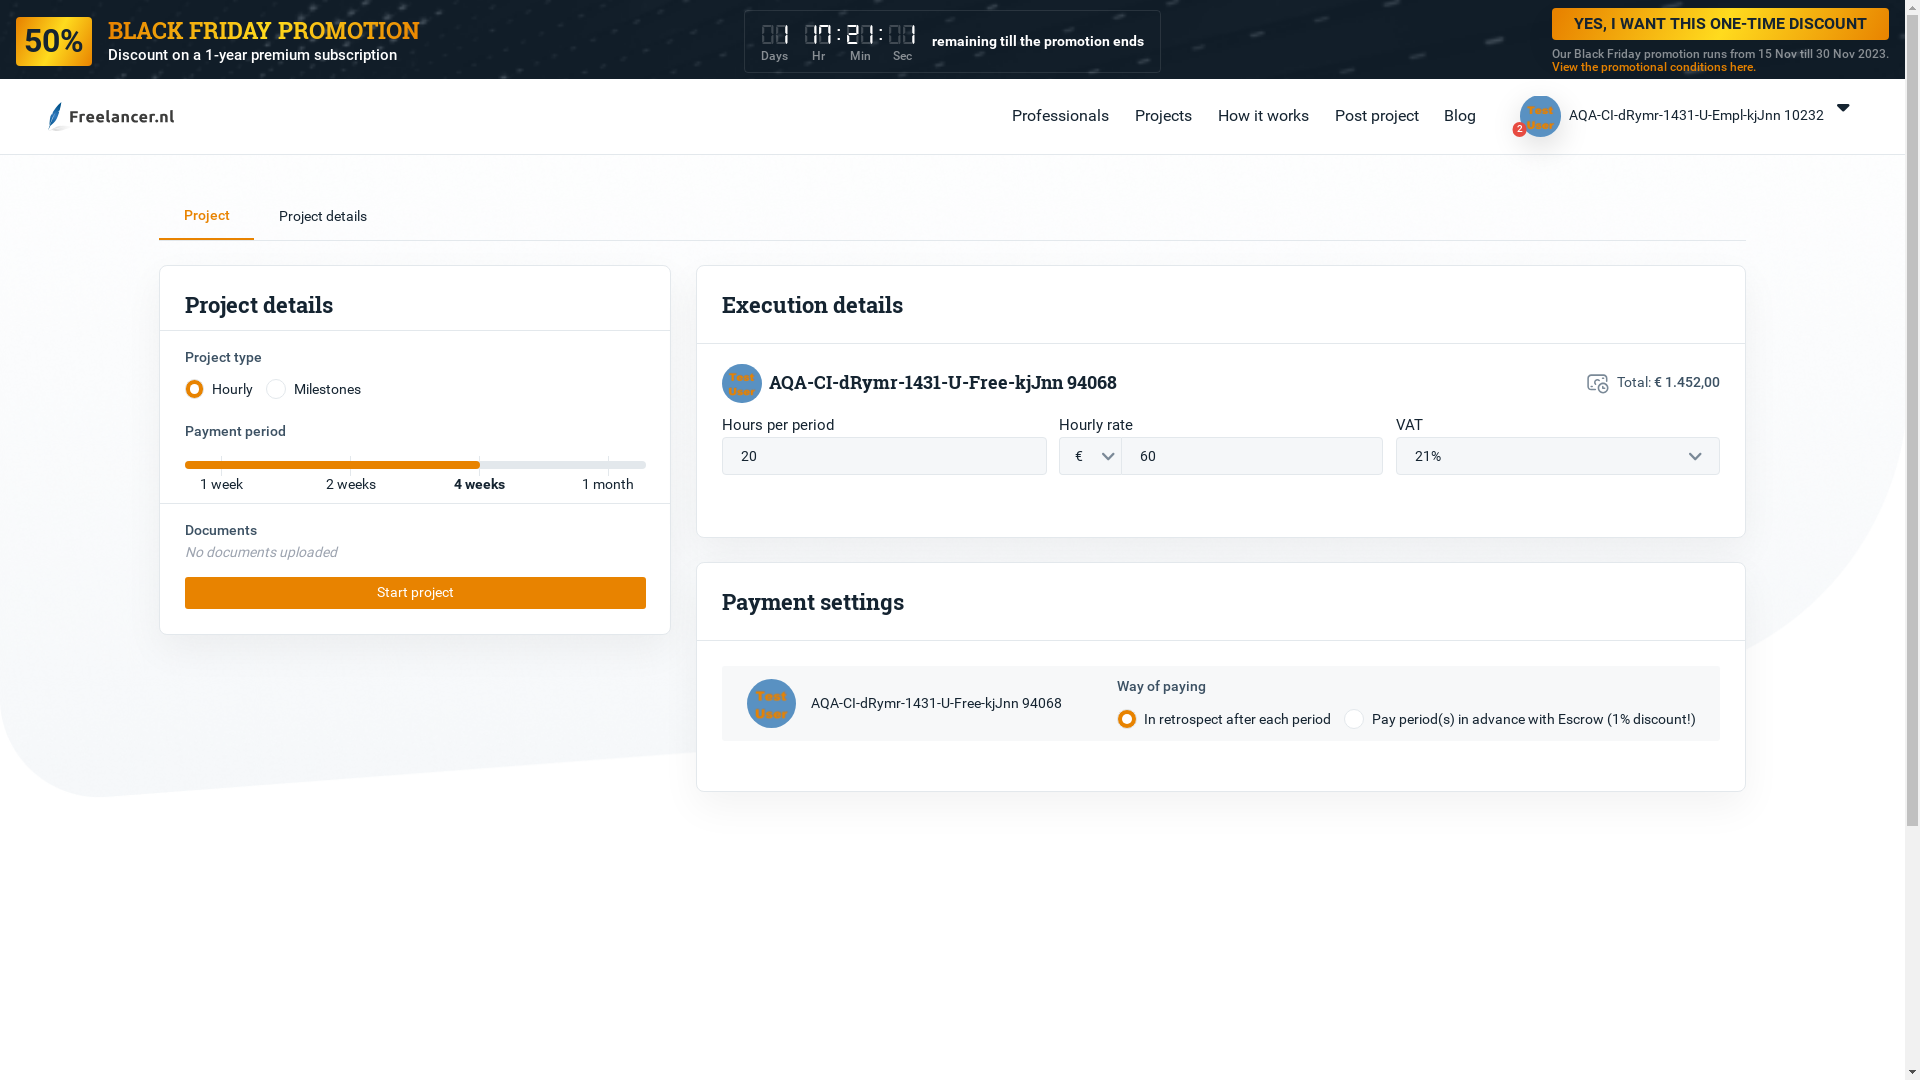 50%
BLACK FRIDAY PROMOTION
Discount on a 1-year premium subscription
1 17 : 21 : 1
Days Hr Min Sec
remaining till the promotion ends
YES, I WANT THIS ONE-TIME DISCOUNT
Our Black Friday promotion runs from 15 Nov till 30 Nov 2023.
View the promotional conditions here.
Freelancer.nl
Professionals Projects How it works Post project Blog
Test User
2
AQA-CI-dRymr-1431-U-Empl-kjJnn 10232
Project Project details
Project details
Project type
Hourly Milestones
Payment period
1 week 2 weeks 4 weeks 1 month
Documents
No documents uploaded
Start project
Execution details
Test User
AQA-CI-dRymr-1431-U-Free-kjJnn 94068
Total: € 1.452,00
Hours per period Hourly rate VAT
20 € 60 21%
Payment settings
Test User
AQA-CI-dRymr-1431-U-Free-kjJnn 94068
Way of paying
In retrospect after each period Pay period(s) in advance with Escrow (1% discount!)